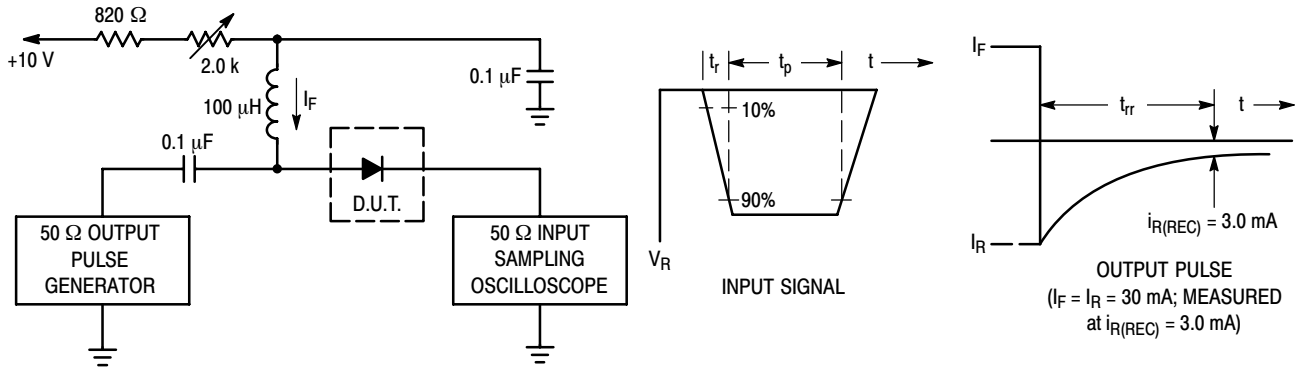 820 Ω
+10 V
2.0 k
0.1 μF
100 μH
I_F
0.1 μF
D.U.T.
50 Ω OUTPUT
PULSE
GENERATOR
50 Ω INPUT
SAMPLING
OSCILLOSCOPE
t_r
t_p
t
10%
90%
V_R
INPUT SIGNAL
I_F
t_rr
t
I_R
i_R(REC) = 3.0 mA
OUTPUT PULSE
(I_F = I_R = 30 mA; MEASURED
at i_R(REC) = 3.0 mA)